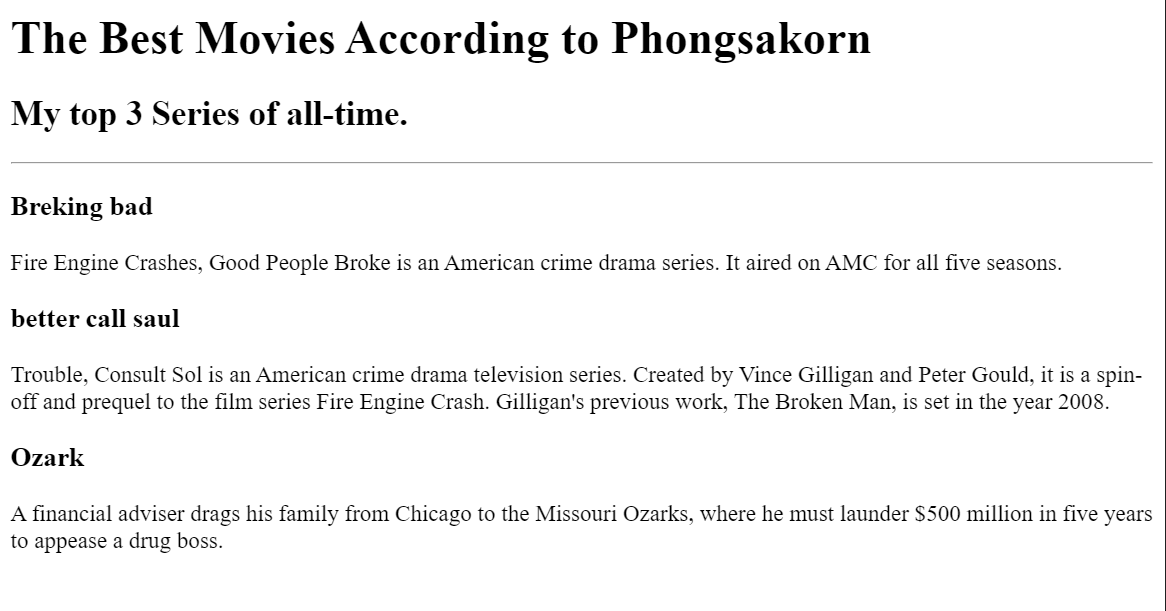 The Best Movies According to Phongsakorn
My top 3 Series of all-time.
Breking bad
Fire Engine Crashes, Good People Broke is an American crime drama series. It aired on AMC for all five seasons.
better call saul
Trouble, Consult Sol is an American crime drama television series. Created by Vince Gilligan and Peter Gould, it is a spin-
off and prequel to the film series Fire Engine Crash. Gilligan's previous work, The Broken Man, is set in the year 2008.
Ozark
A financial adviser drags his family from Chicago to the Missouri Ozarks, where he must launder $500 million in five years
to appease a drug boss.